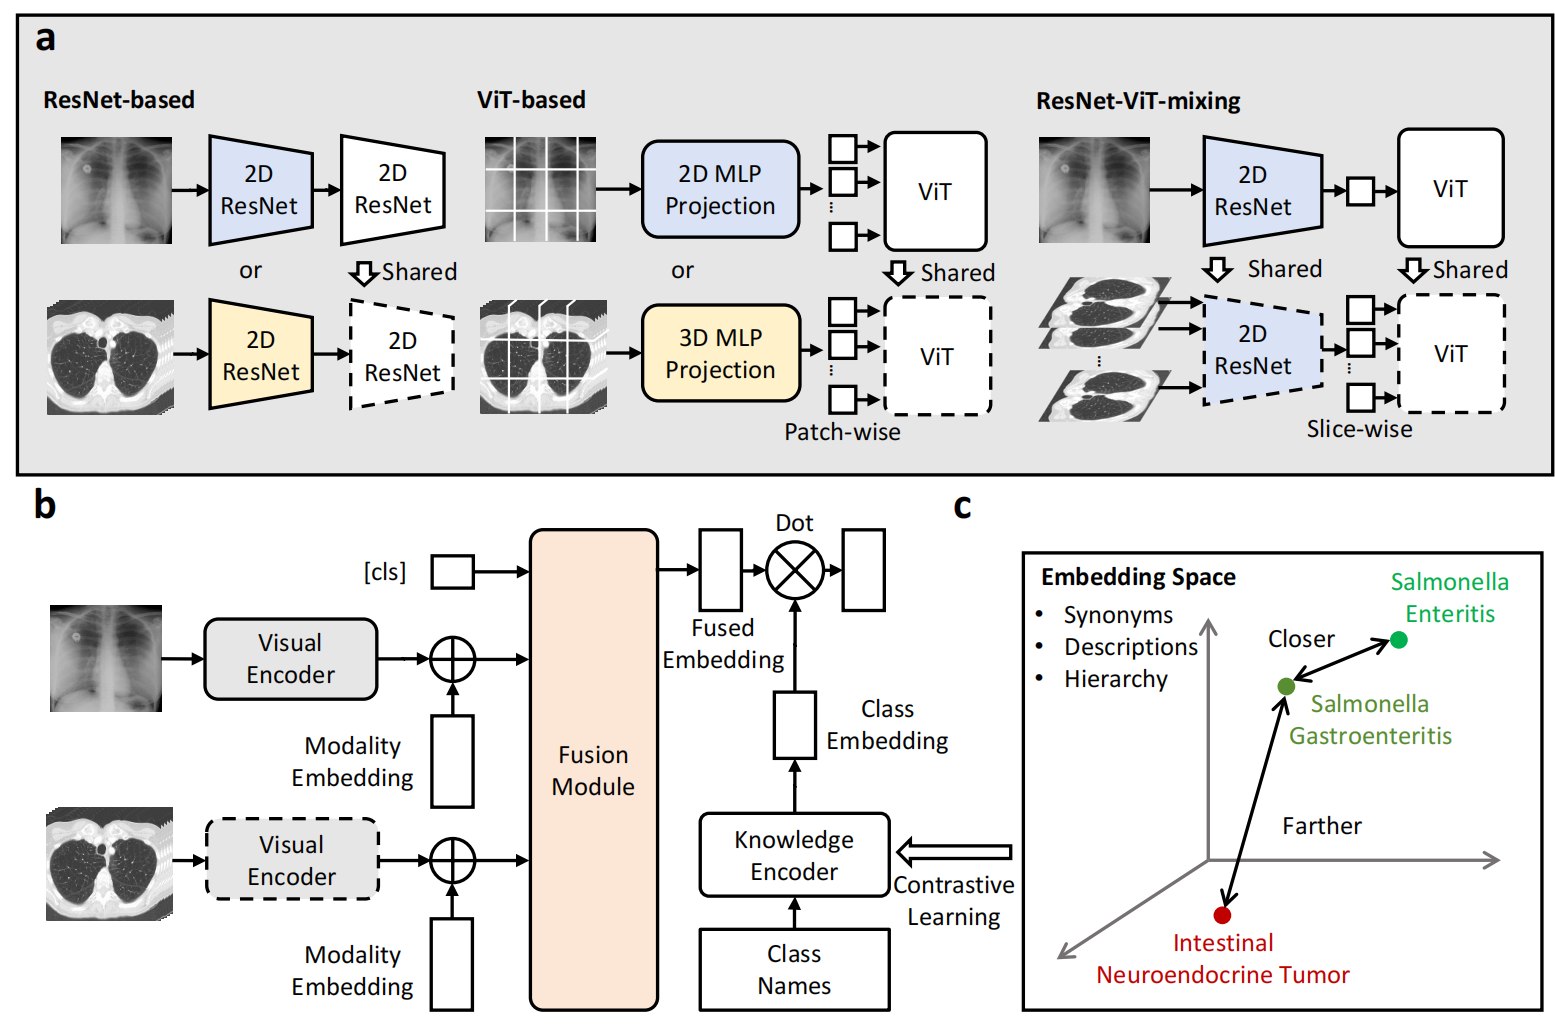 a
ResNet-based
2D
ResNet
2D
ResNet
or
Shared
2D
ResNet
2D
ResNet
ViT-based
2D MLP
Projection
ViT
or
Shared
3D MLP
Projection
ViT
Patch-wise
ResNet-ViT-mixing
2D
ResNet
ViT
Shared
Shared
2D
ResNet
ViT
Slice-wise
b
[cls]
Visual
Encoder
Modality
Embedding
Visual
Encoder
Modality
Embedding
Fusion
Module
Dot
Fused
Embedding
Class
Embedding
Knowledge
Encoder
Contrastive
Learning
Class
Names
c
Embedding Space
• Synonyms
• Descriptions
• Hierarchy
Salmonella
Enteritis
Closer
Salmonella
Gastroenteritis
Farther
Intestinal
Neuroendocrine Tumor